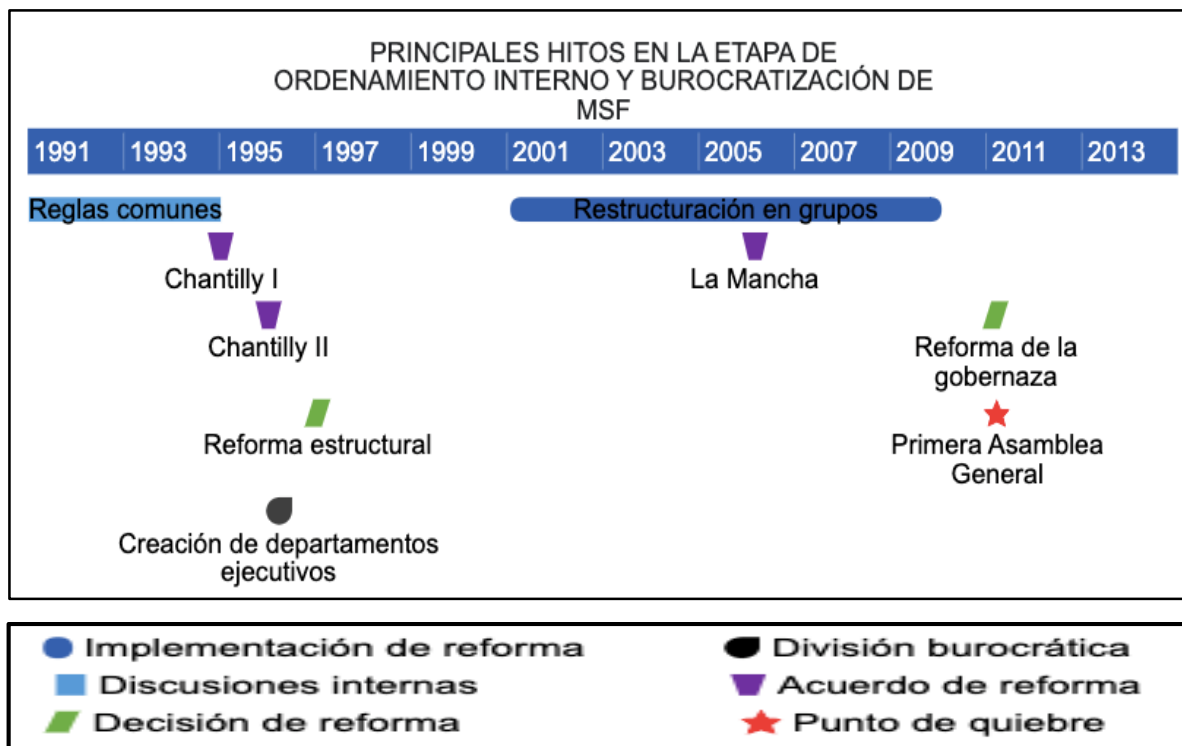 PRINCIPALES HITOS EN LA ETAPA DE
ORDENAMIENTO INTERNO Y BUROCRATIZACIÓN DE
MSF
1991 1993 1995 1997 1999 2001 2003 2005 2007 2009 2011 2013
Reglas comunes
Restructuración en grupos
Chantilly I
La Mancha
Chantilly II
Reforma de la
gobernaza
Reforma estructural
Primera Asamblea
General
Creación de departamentos
ejecutivos
Implementación de reforma
División burocrática
Discusiones internas
Acuerdo de reforma
Decisión de reforma
Punto de quiebre